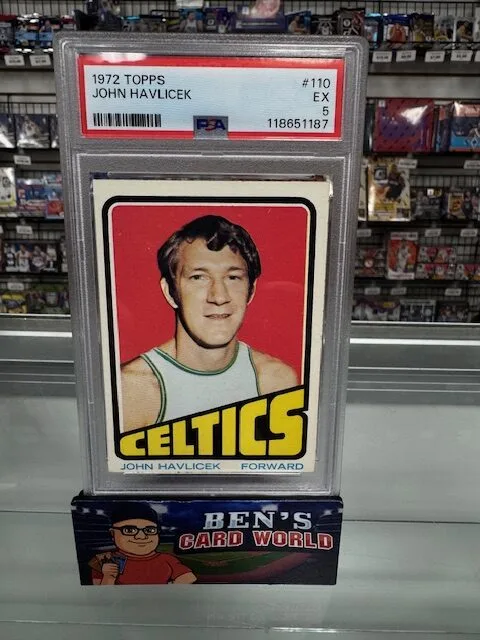 1972 TOPPS #110
JOHN HAVLICEK EX
5
PSA 118651187
CELTICS
JOHN HAVLICEK FORWARD
BEN'S
CARD WORLD